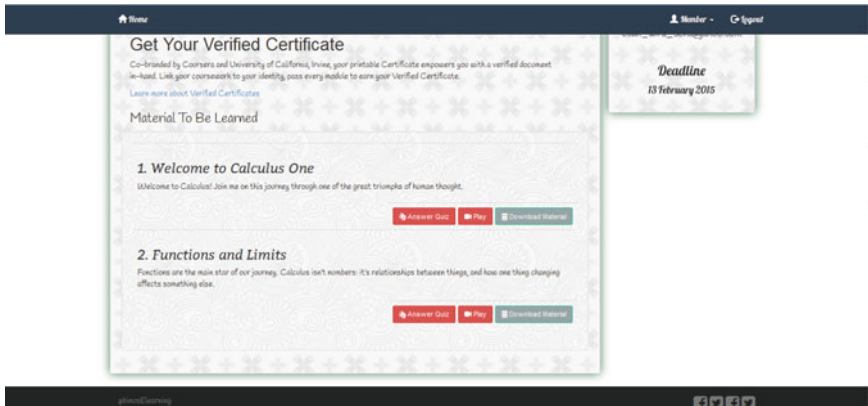 Home
Member
Logout
Get Your Verified Certificate
Co-branded by Coursera and University of California, Irvine, your printable Certificate empowers you with a verified document
in-hand. Link your coursework to your identity, pass every module to earn your Verified Certificate.
Learn more about Verified Certificates
Material To Be Learned
1. Welcome to Calculus One
Welcome to Calculus! Join me on this journey through one of the great triumphs of human thought.
Answer Quiz
Play
Download Material
2. Functions and Limits
Functions are the main star of our journey. Calculus isn't numbers: it's relationships between things, and how one thing changing
affects something else.
Answer Quiz
Play
Download Material
Deadline
13 February 2015